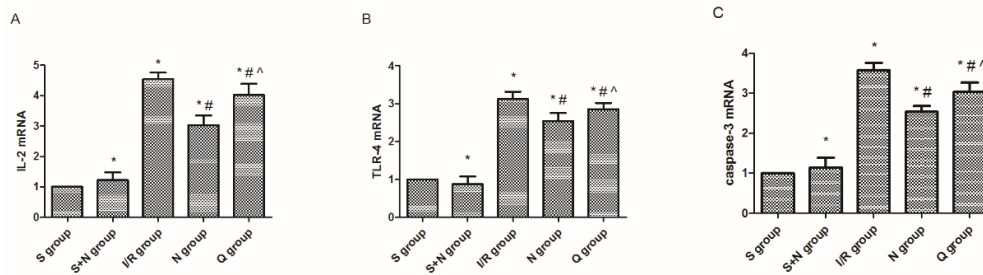 A
IL-2 mRNA
5
4
3
2
1
0
*
*
* #
* # ^
S group
S+N group
I/R group
N group
Q group
B
TLR-4 mRNA
5
4
3
2
1
0
*
*
* #
* # ^
S group
S+N group
I/R group
N group
Q group
C
caspase-3 mRNA
4
3
2
1
0
*
*
* #
* # ^
S group
S+N group
I/R group
N group
Q group